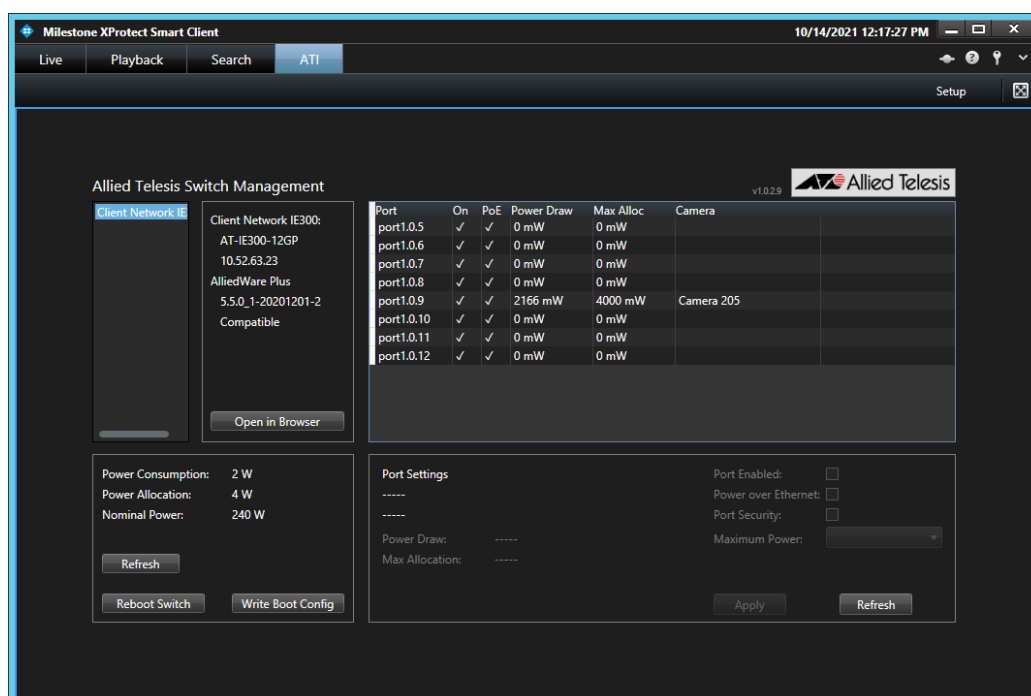 Milestone XProtect Smart Client 10/14/2021 12:17:27 PM
Live Playback Search ATI
Setup
Allied Telesis Switch Management
v1.0.2.9 Allied Telesis
Client Network IE
Client Network IE300:
AT-IE300-12GP
10.52.63.23
AlliedWare Plus
5.5.0_1-20201201-2
Compatible
Open in Browser
Port On PoE Power Draw Max Alloc Camera
port1.0.5 ✓ ✓ 0 mW 0 mW
port1.0.6 ✓ ✓ 0 mW 0 mW
port1.0.7 ✓ ✓ 0 mW 0 mW
port1.0.8 ✓ ✓ 0 mW 0 mW
port1.0.9 ✓ ✓ 2166 mW 4000 mW Camera 205
port1.0.10 ✓ ✓ 0 mW 0 mW
port1.0.11 ✓ ✓ 0 mW 0 mW
port1.0.12 ✓ ✓ 0 mW 0 mW
Power Consumption: 2 W
Power Allocation: 4 W
Nominal Power: 240 W
Refresh
Reboot Switch Write Boot Config
Port Settings
-----
-----
Power Draw: -----
Max Allocation: -----
Port Enabled:
Power over Ethernet:
Port Security:
Maximum Power:
Apply Refresh